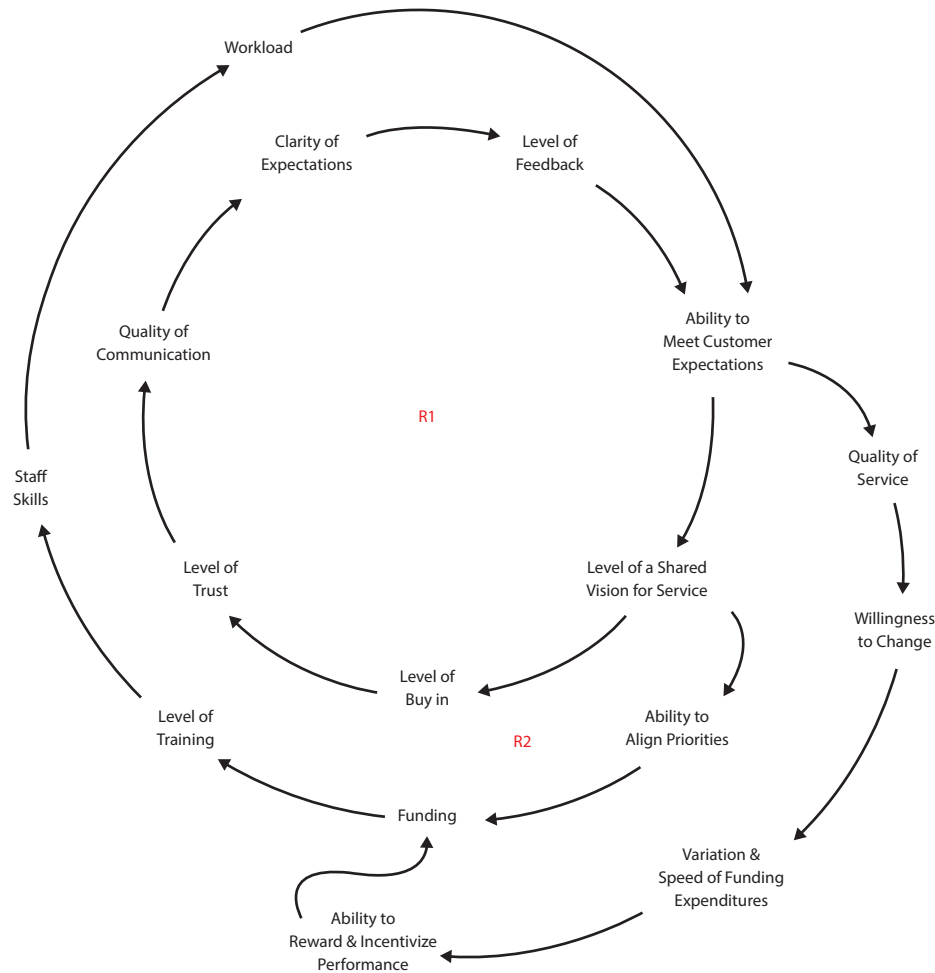 Workload
Clarity of
Expectations
Level of
Feedback
Quality of
Communication
Ability to
Meet Customer
Expectations
R1
Quality of
Service
Staff
Skills
Level of
Trust
Level of a Shared
Vision for Service
Willingness
to Change
Level of
Buy in
Level of
Training
R2
Ability to
Align Priorities
Funding
Variation &
Speed of Funding
Expenditures
Ability to
Reward & Incentivize
Performance